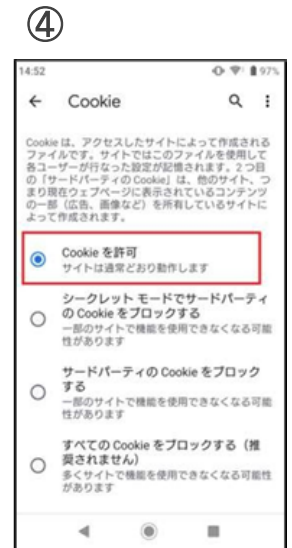 ④
14:52
97%
Cookie
Cookie は、アクセスしたサイトによって作成される
ファイルです。サイトではこのファイルを使用して
各ユーザーが行なった設定が記憶されます。2 つ目
の「サードパーティの Cookie」は、他のサイト、つ
まり現在ウェブページに表示されているコンテンツ
の一部（広告、画像など）を所有しているサイトに
よって作成されます。
Cookie を許可
サイトは通常どおり動作します
シークレット モードでサードパーティ
の Cookie をブロックする
一部のサイトで機能を使用できなくなる可能
性があります
サードパーティの Cookie をブロック
する
一部のサイトで機能を使用できなくなる可能
性があります
すべての Cookie をブロックする（推
奨されません）
多くサイトで機能を使用できなくなる可能性
があります